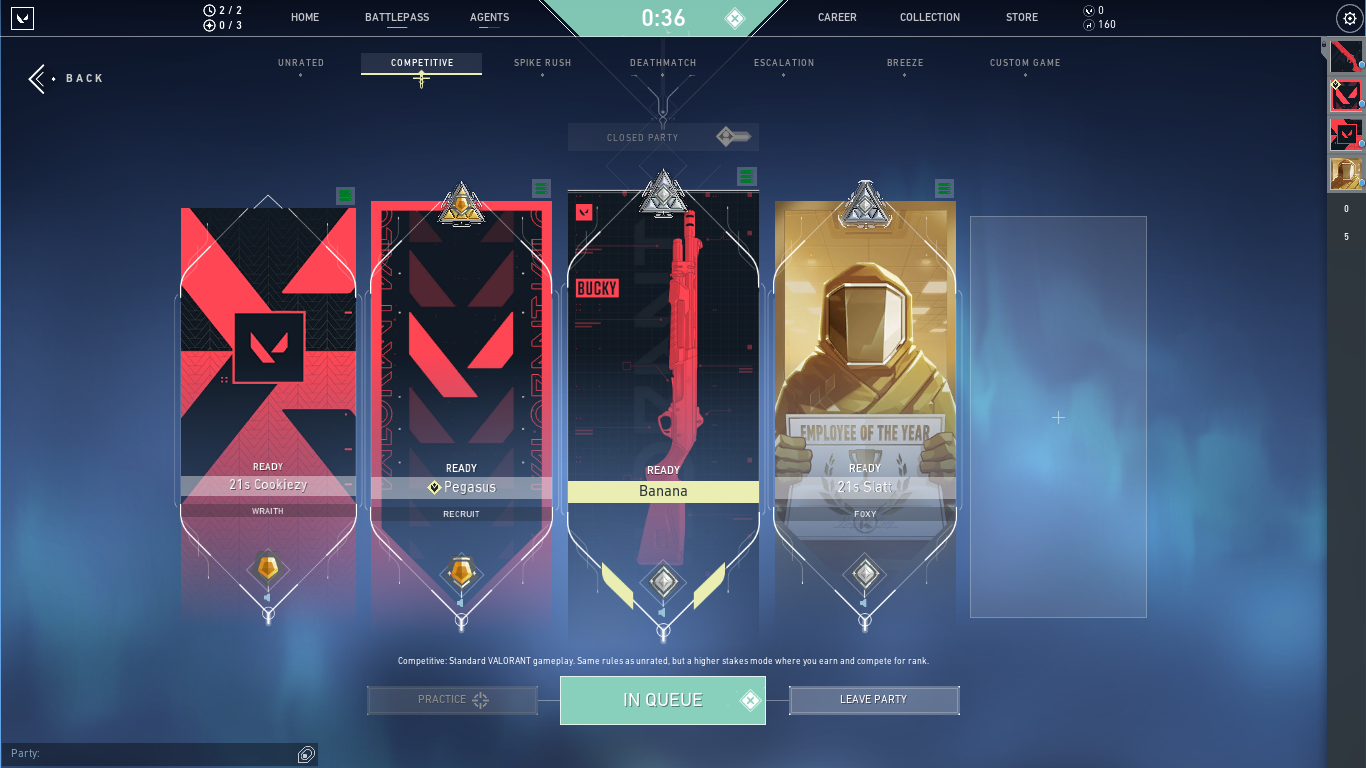 2 / 2
0 / 3
HOME
BATTLEPASS
AGENTS
0:36
CAREER
COLLECTION
STORE
0
160
BACK
UNRATED
COMPETITIVE
SPIKE RUSH
DEATHMATCH
ESCALATION
BREEZE
CUSTOM GAME
CLOSED PARTY
BUCKY
EMPLOYEE OF THE YEAR
READY
21s Cookiezy
WRAITH
READY
Pegasus
RECRUIT
READY
Banana
READY
21s Slatt
FOXY
0
5
Competitive: Standard VALORANT gameplay. Same rules as unrated, but a higher stakes mode where you earn and compete for rank.
PRACTICE
IN QUEUE
LEAVE PARTY
Party: